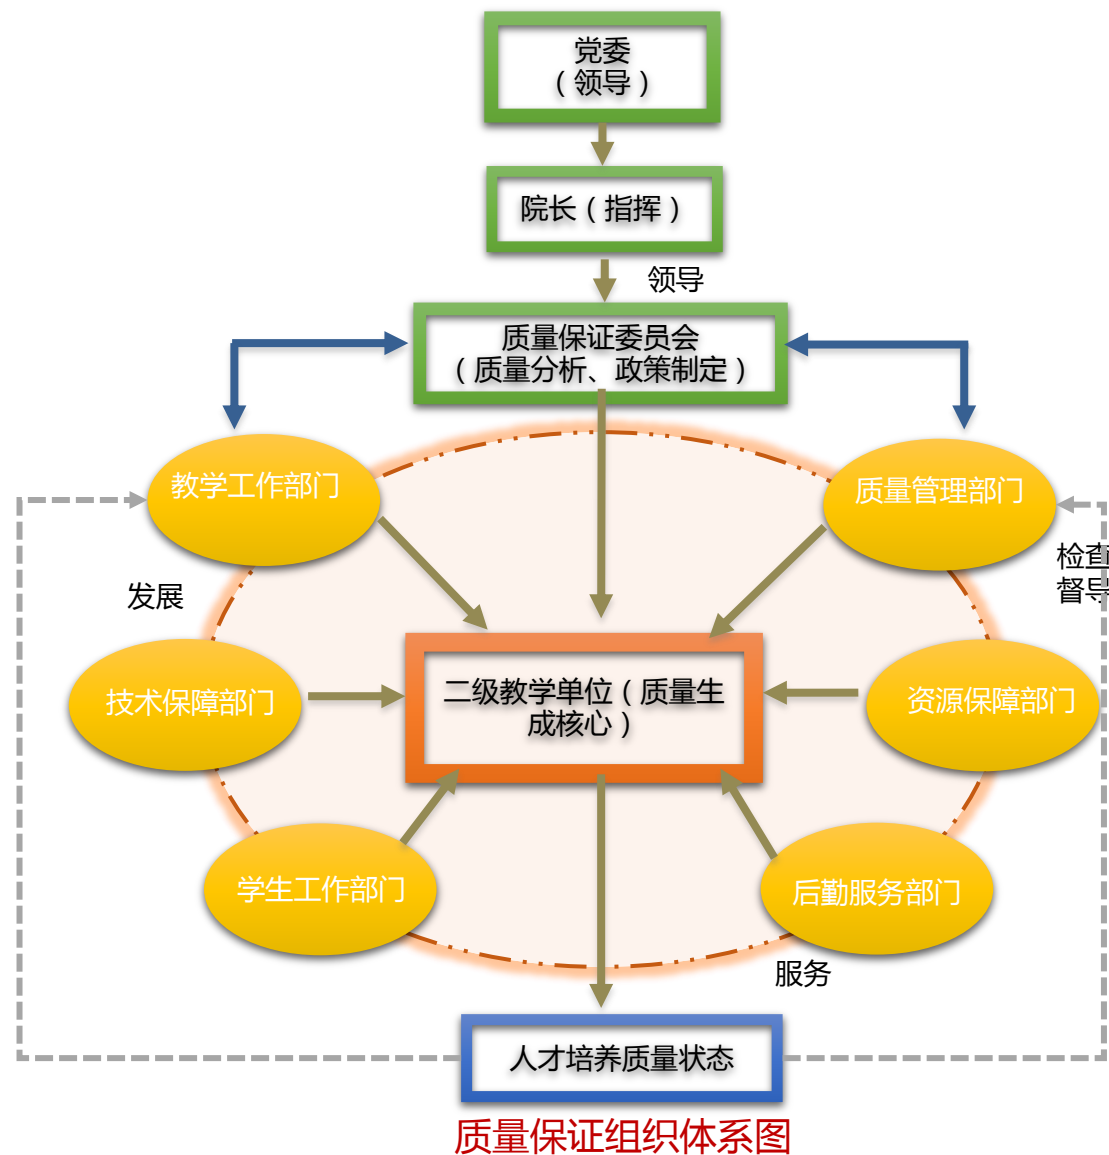 党委
（领导）
院长（指挥）
领导
质量保证委员会
（质量分析、政策制定）
教学工作部门
质量管理部门
检查
督导
发展
技术保障部门
二级教学单位（质量生
成核心）
资源保障部门
学生工作部门
后勤服务部门
服务
人才培养质量状态
质量保证组织体系图